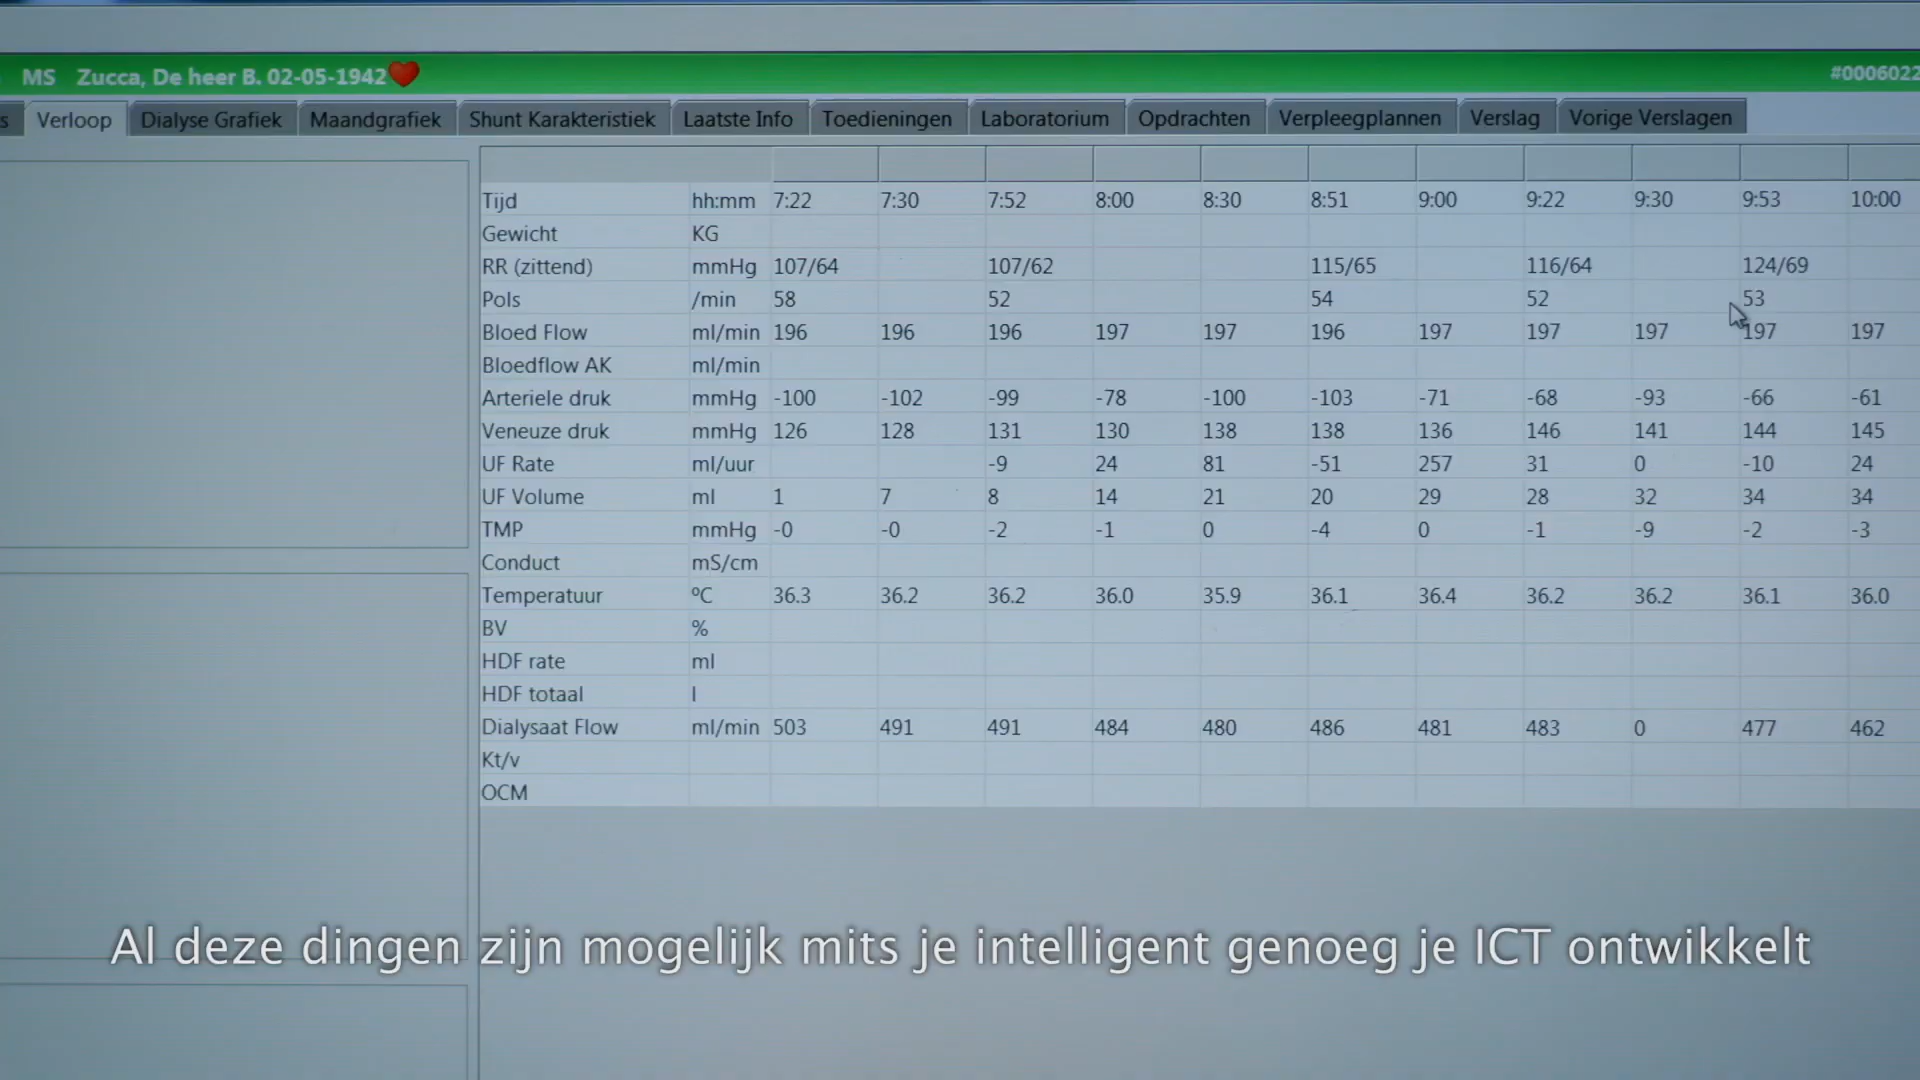 MS Zucca, De heer B. 02-05-1942 #0006022
s Verloop Dialyse Grafiek Maandgrafiek Shunt Karakteristiek Laatste Info Toedieningen Laboratorium Opdrachten Verpleegplannen Verslag Vorige Verslagen
Tijd hh:mm 7:22 7:30 7:52 8:00 8:30 8:51 9:00 9:22 9:30 9:53 10:00
Gewicht KG
RR (zittend) mmHg 107/64 107/62 115/65 116/64 124/69
Pols /min 58 52 54 52 53
Bloed Flow ml/min 196 196 196 197 197 196 197 197 197 197 197
Bloedflow AK ml/min
Arteriele druk mmHg -100 -102 -99 -78 -100 -103 -71 -68 -93 -66 -61
Veneuze druk mmHg 126 128 131 130 138 138 136 146 141 144 145
UF Rate ml/uur -9 24 81 -51 257 31 0 -10 24
UF Volume ml 1 7 8 14 21 20 29 28 32 34 34
TMP mmHg -0 -0 -2 -1 0 -4 0 -1 -9 -2 -3
Conduct mS/cm
Temperatuur ºC 36.3 36.2 36.2 36.0 35.9 36.1 36.4 36.2 36.2 36.1 36.0
BV %
HDF rate ml
HDF totaal l
Dialysaat Flow ml/min 503 491 491 484 480 486 481 483 0 477 462
Kt/v
OCM
Al deze dingen zijn mogelijk mits je intelligent genoeg je ICT ontwikkelt